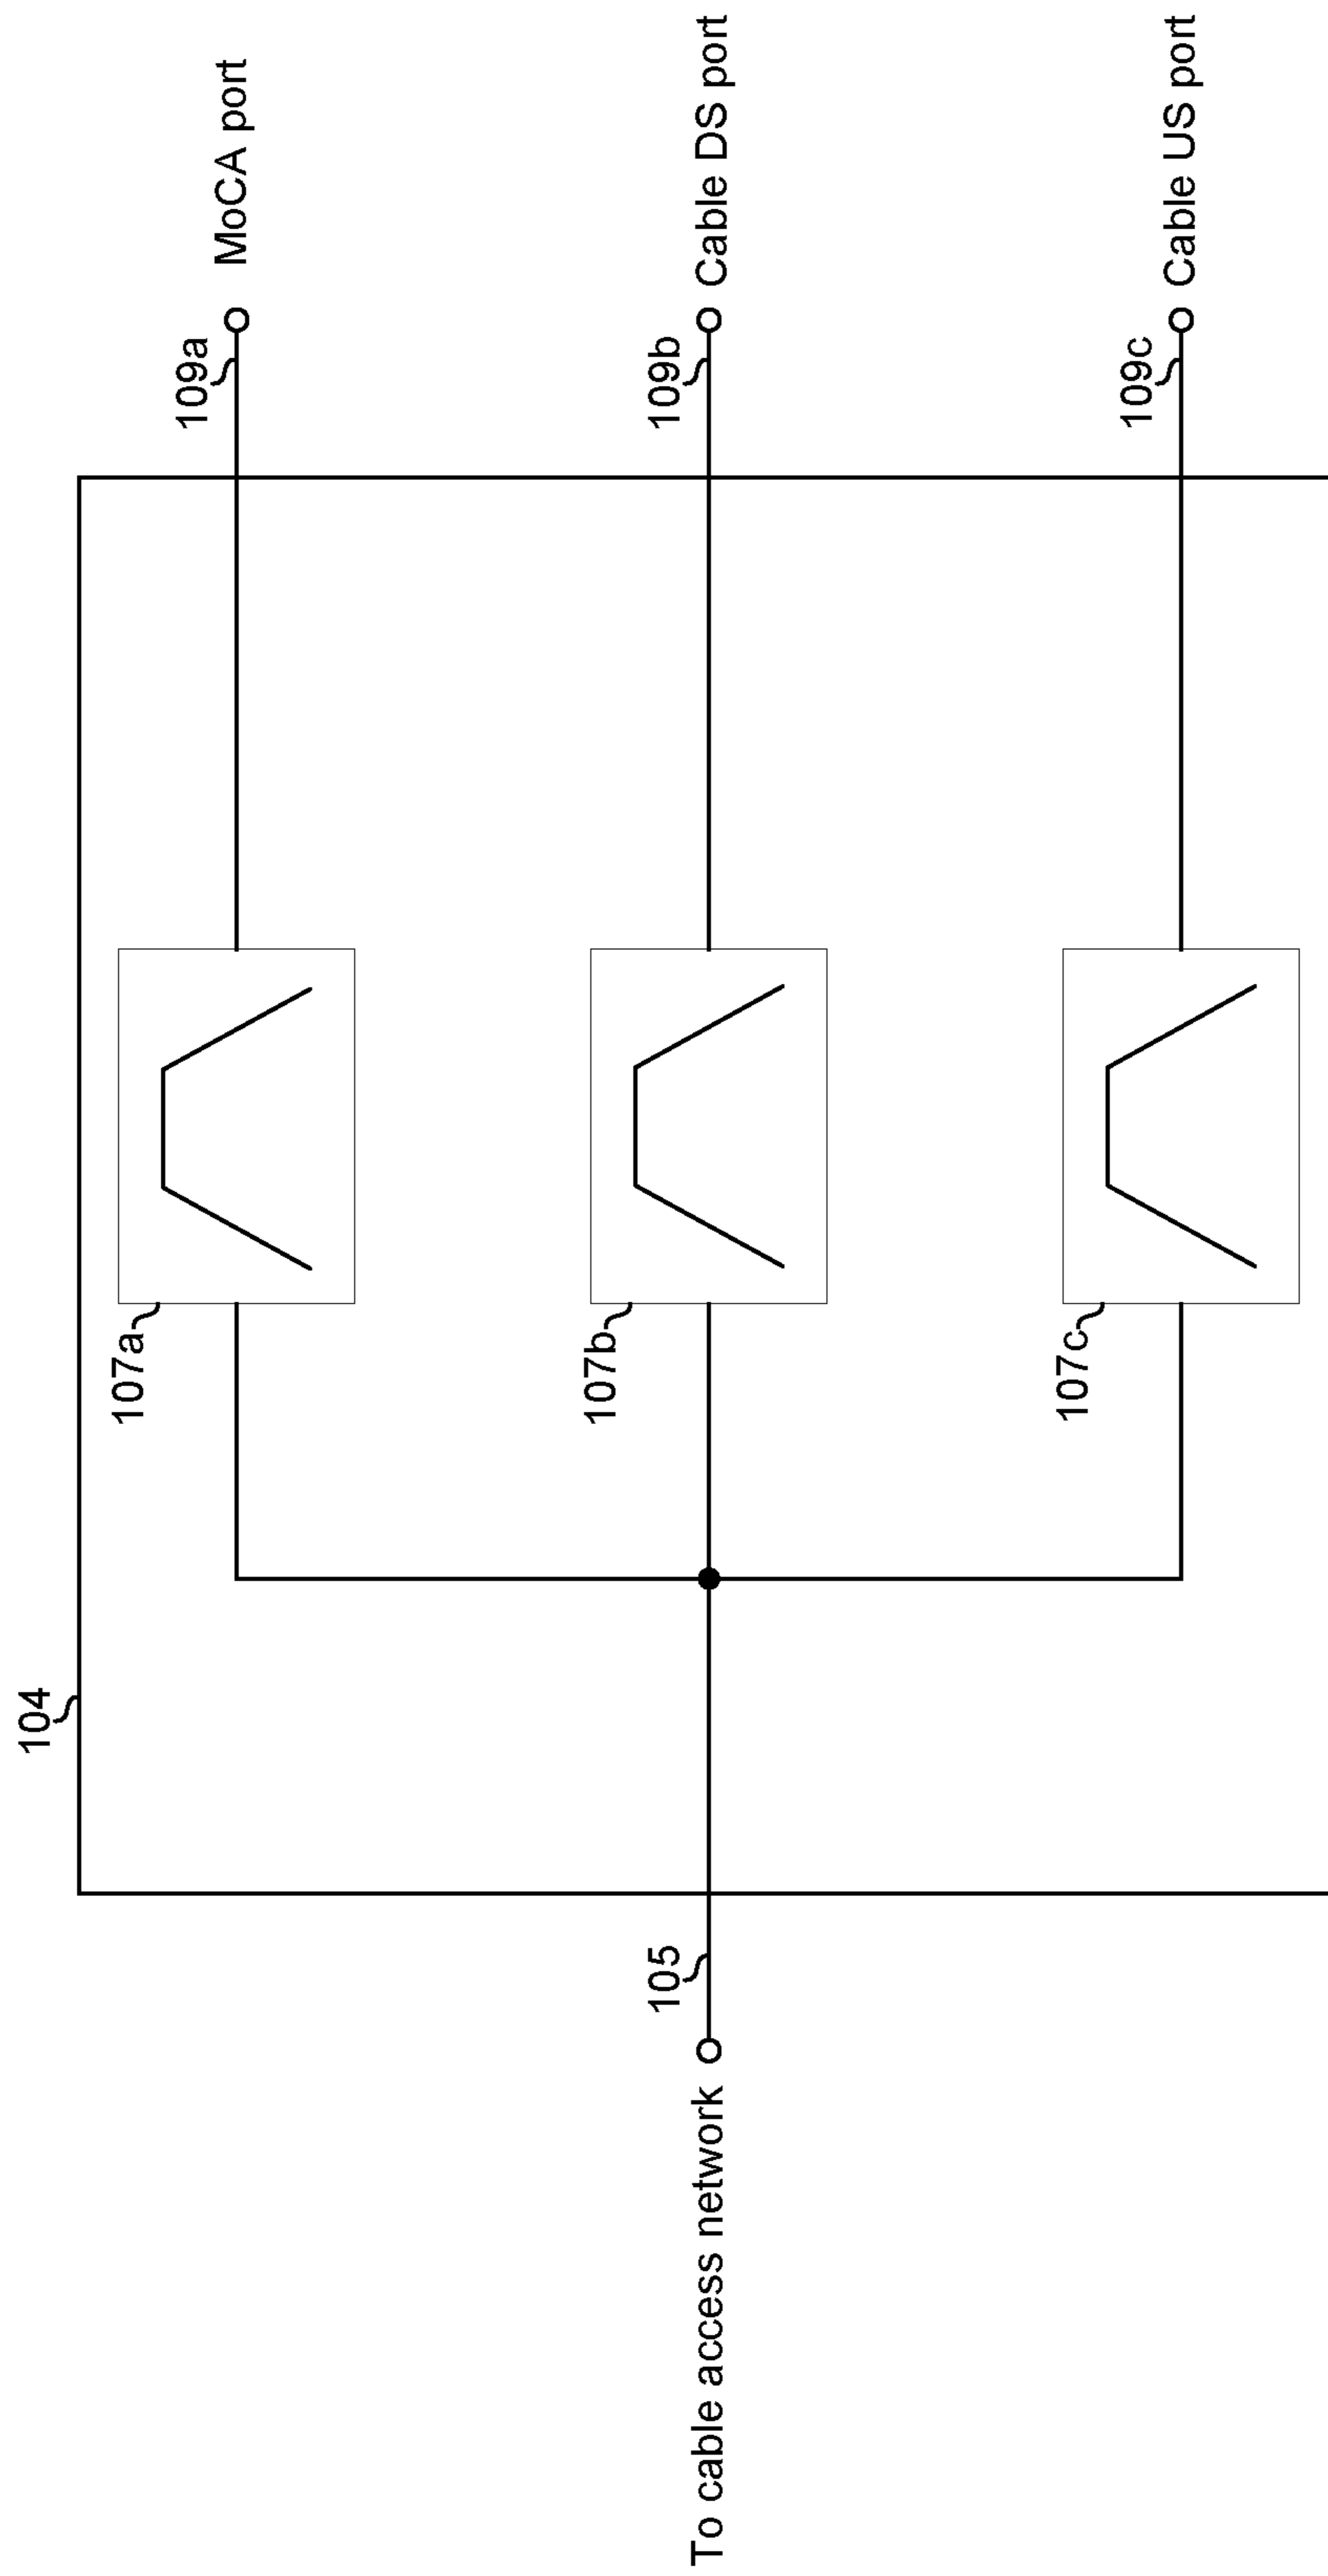 104
107a
109a
MoCA port
To cable access network
105
107b
109b
Cable DS port
107c
109c
Cable US port